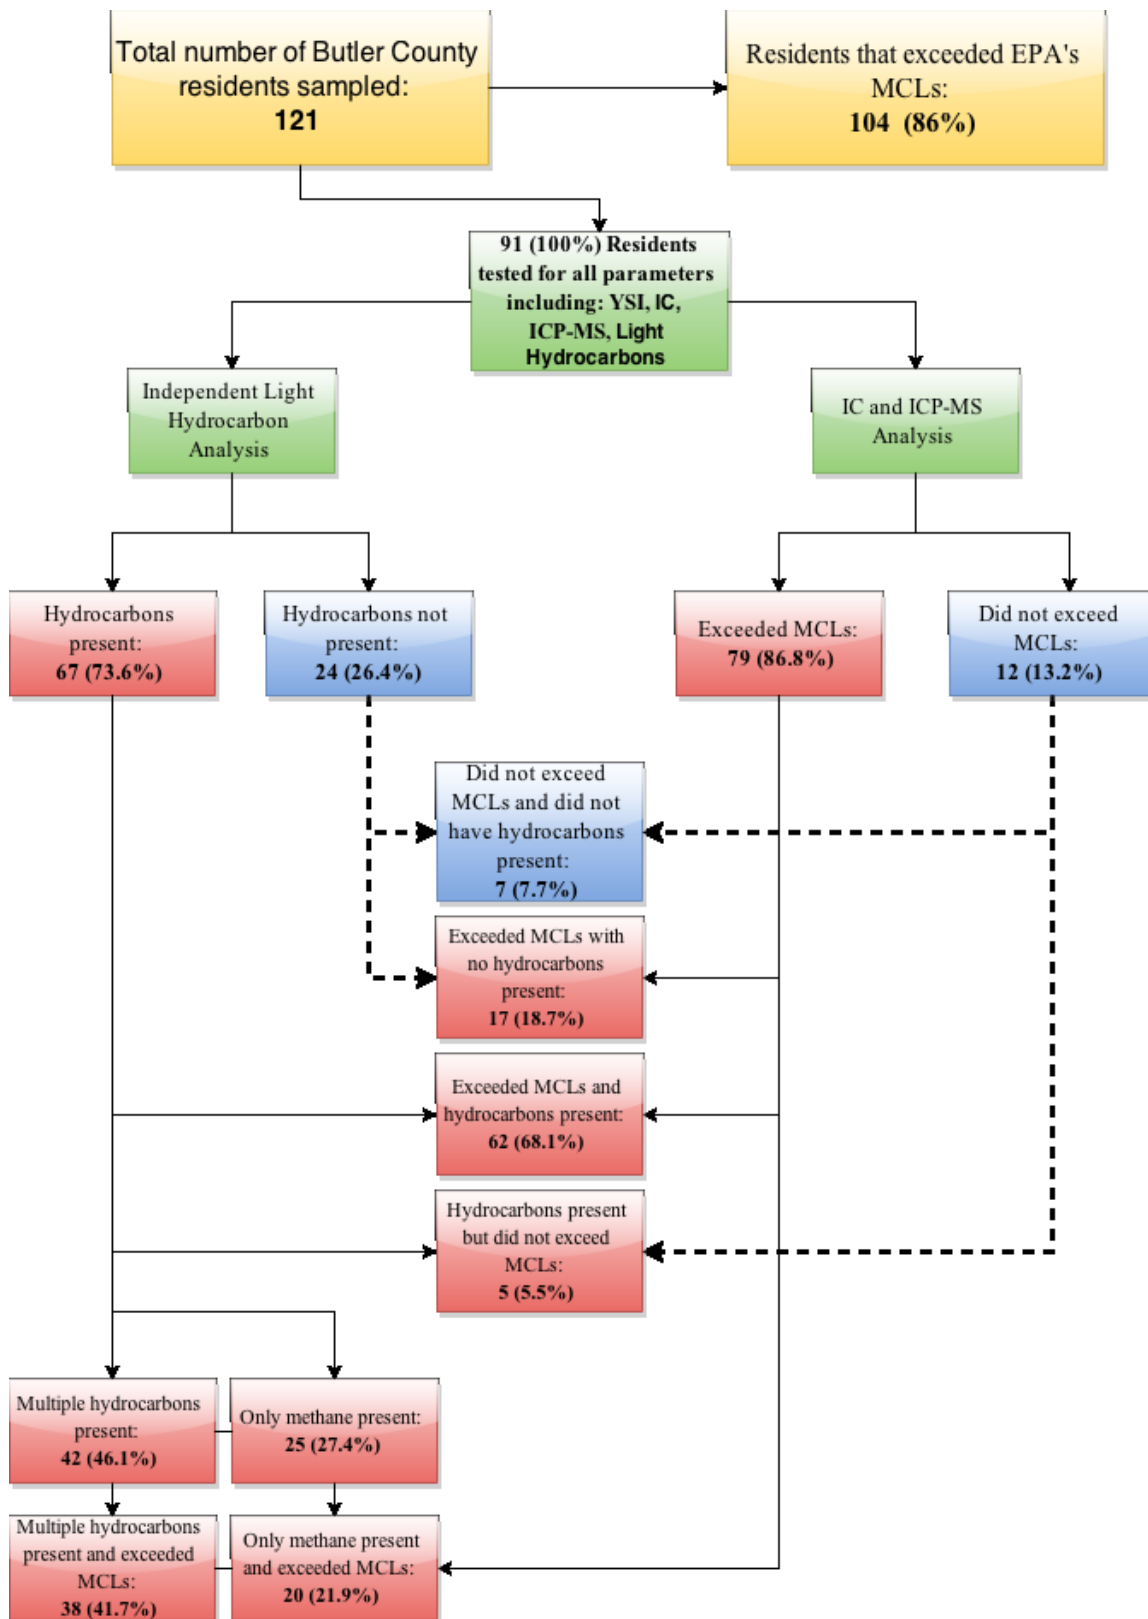 Total number of Butler County
residents sampled:
121
Residents that exceeded EPA's
MCLs:
104 (86%)
91 (100%) Residents
tested for all parameters
including: YSI, IC,
ICP-MS, Light
Hydrocarbons
Independent Light
Hydrocarbon
Analysis
IC and ICP-MS
Analysis
Hydrocarbons
present:
67 (73.6%)
Hydrocarbons not
present:
24 (26.4%)
Exceeded MCLs:
79 (86.8%)
Did not exceed
MCLs:
12 (13.2%)
Did not exceed
MCLs and did not
have hydrocarbons
present:
7 (7.7%)
Exceeded MCLs with
no hydrocarbons
present:
17 (18.7%)
Exceeded MCLs and
hydrocarbons present:
62 (68.1%)
Hydrocarbons present
but did not exceed
MCLs:
5 (5.5%)
Multiple hydrocarbons
present:
42 (46.1%)
Only methane present:
25 (27.4%)
Multiple hydrocarbons
present and exceeded
MCLs:
38 (41.7%)
Only methane present
and exceeded MCLs:
20 (21.9%)